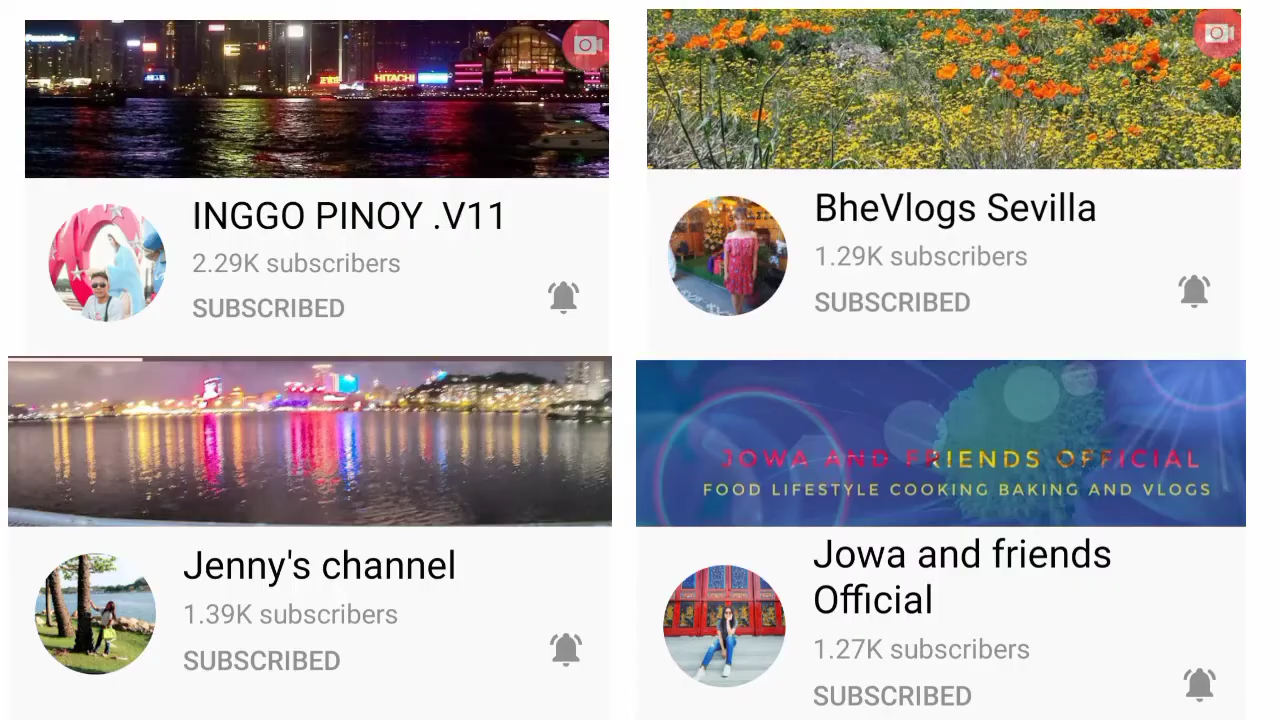 Panasonic
HITACHI
INGGO PINOY .V11
2.29K subscribers
SUBSCRIBED
BheVlogs Sevilla
1.29K subscribers
SUBSCRIBED
Jenny's channel
1.39K subscribers
SUBSCRIBED
JOWA AND FRIENDS OFFICIAL
FOOD LIFESTYLE COOKING BAKING AND VLOGS
Jowa and friends
Official
1.27K subscribers
SUBSCRIBED